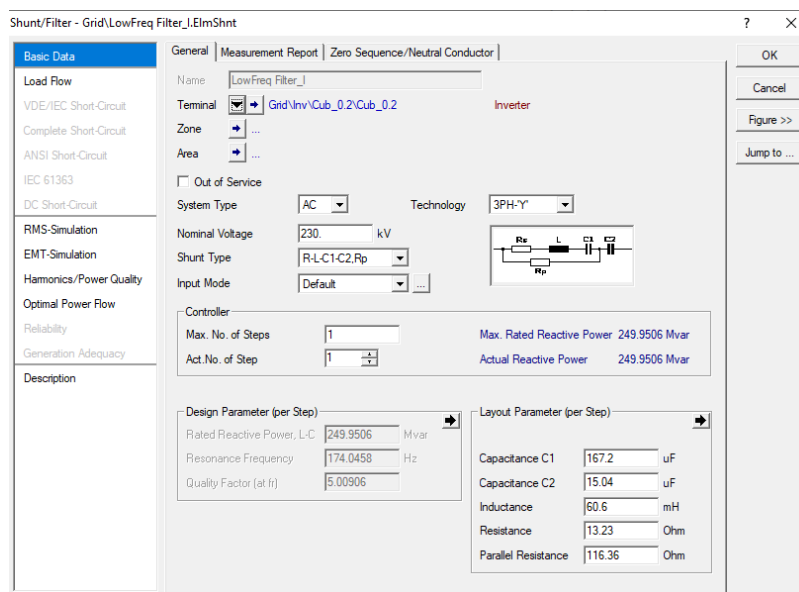 Shunt/Filter - Grid\LowFreq Filter_I.ElmShnt ? X
Basic Data
Load Flow
VDE/IEC Short-Circuit
Complete Short-Circuit
ANSI Short-Circuit
IEC 61363
DC Short-Circuit
RMS-Simulation
EMT-Simulation
Harmonics/Power Quality
Optimal Power Flow
Reliability
Generation Adequacy
Description
General Measurement Report Zero Sequence/Neutral Conductor
Name LowFreq Filter_I
Terminal Grid\Inv\Cub_0.2\Cub_0.2 Inverter
Zone ...
Area ...
Out of Service
System Type AC Technology 3PH-'Y'
Nominal Voltage 230. kV
Shunt Type R-L-C1-C2,Rp
Input Mode Default ...
Rs L C1 C2
Rp
Controller
Max. No. of Steps 1 Max. Rated Reactive Power 249.9506 Mvar
Act.No. of Step 1 Actual Reactive Power 249.9506 Mvar
Design Parameter (per Step)
Rated Reactive Power, L-C 249.9506 Mvar
Resonance Frequency 174.0458 Hz
Quality Factor (at fr) 5.00906
Layout Parameter (per Step)
Capacitance C1 167.2 uF
Capacitance C2 15.04 uF
Inductance 60.6 mH
Resistance 13.23 Ohm
Parallel Resistance 116.36 Ohm
OK
Cancel
Figure >>
Jump to ...